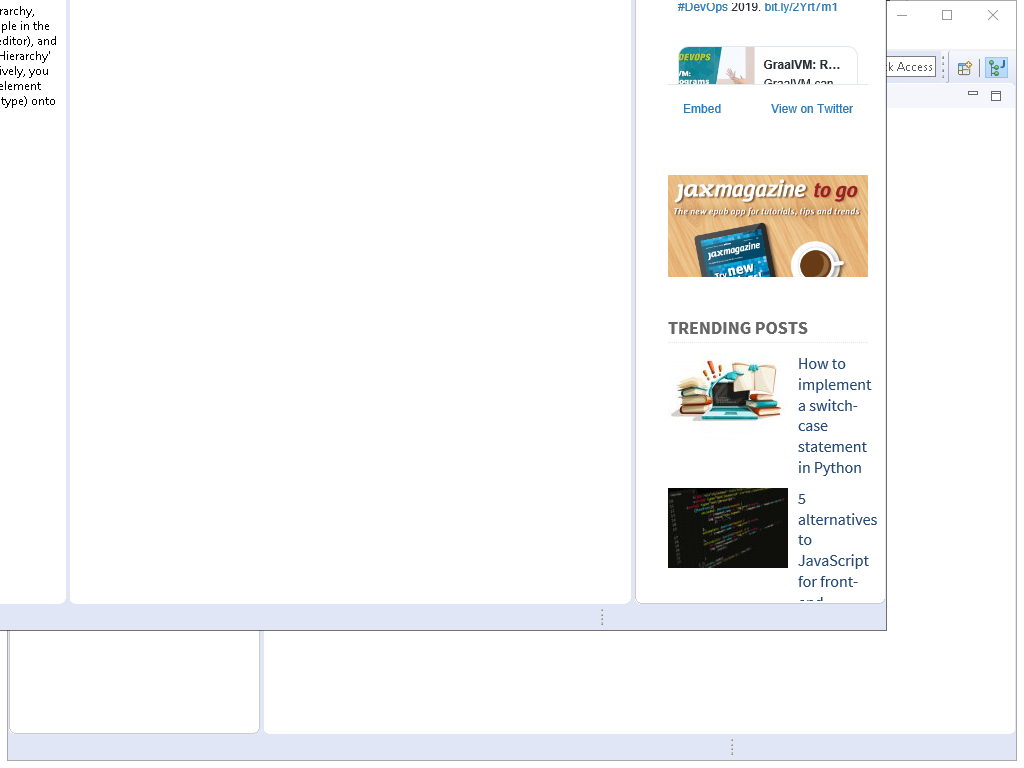 rarchy,
ple in the
editor), and
Hierarchy'
ively, you
element
type) onto
#DevOps 2019. bit.ly/2Yrt7m1
DEVOPS
VM:
GraalVM: R...
GraalVM can
Embed
View on Twitter
k Access
jaxmagazine to go
The new epub app for tutorials, tips and trends
jaxmagazine
Try new
TRENDING POSTS
How to
implement
a switch-
case
statement
in Python
5
alternatives
to
JavaScript
for front-
end